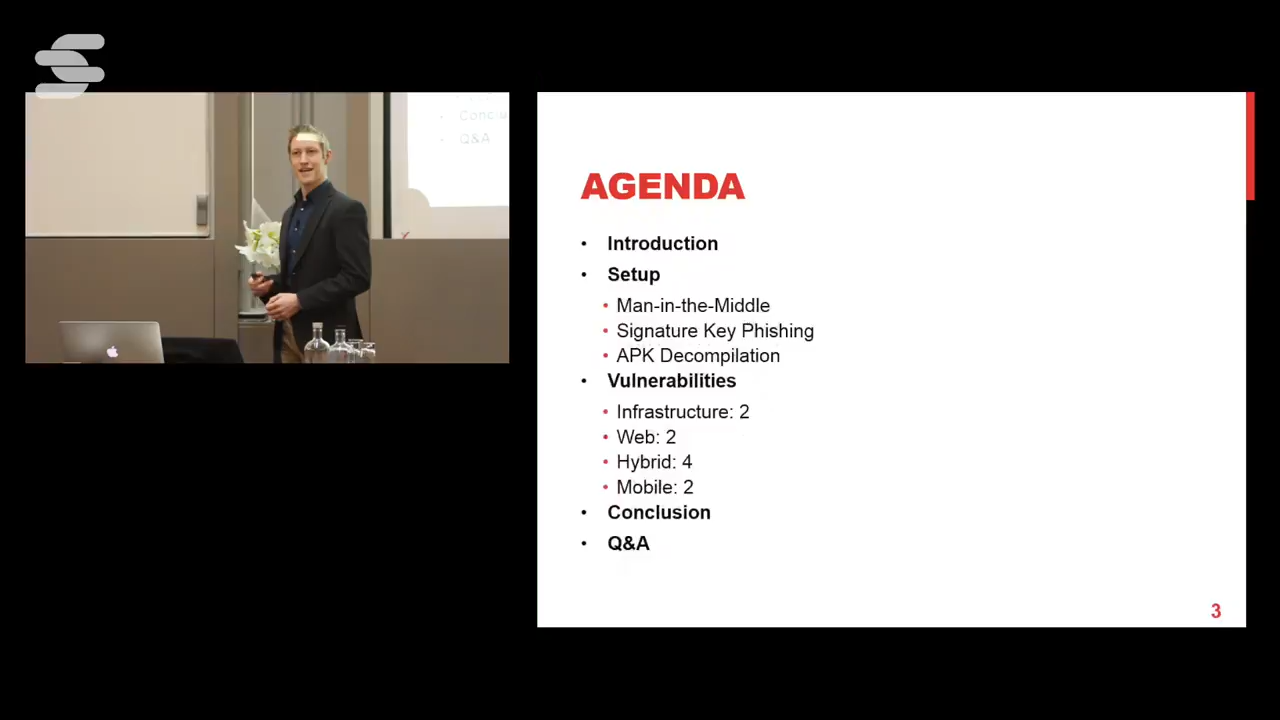 Conclu
- Q&A
AGENDA
• Introduction
• Setup
• Man-in-the-Middle
• Signature Key Phishing
• APK Decompilation
• Vulnerabilities
• Infrastructure: 2
• Web: 2
• Hybrid: 4
• Mobile: 2
• Conclusion
• Q&A
3